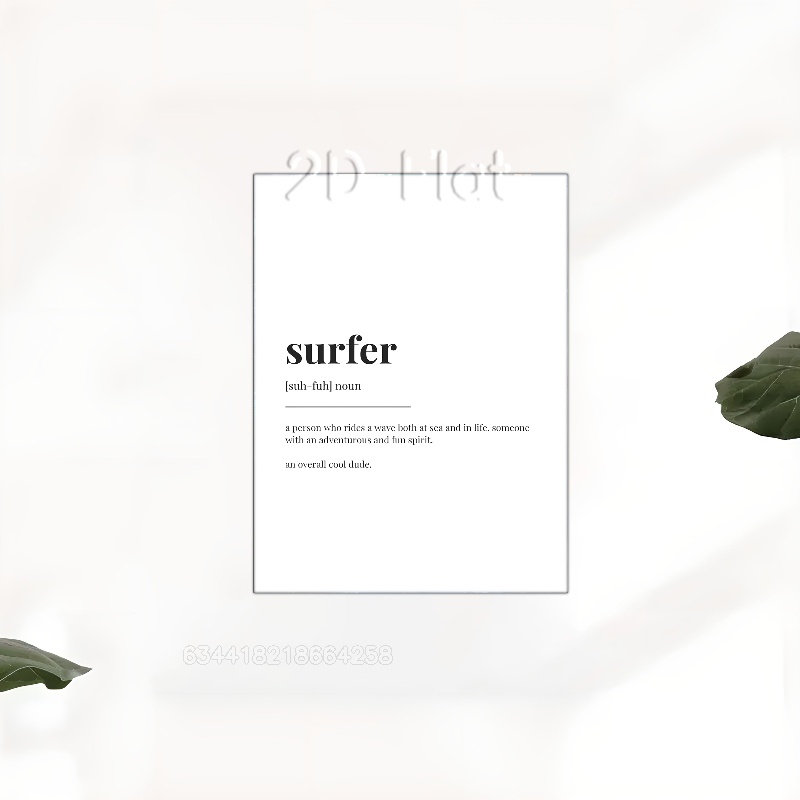 2D Flat
surfer
[suh-fuh] noun
a person who rides a wave both at sea and in life. someone
with an adventurous and fun spirit.
an overall cool dude.
634418218664258